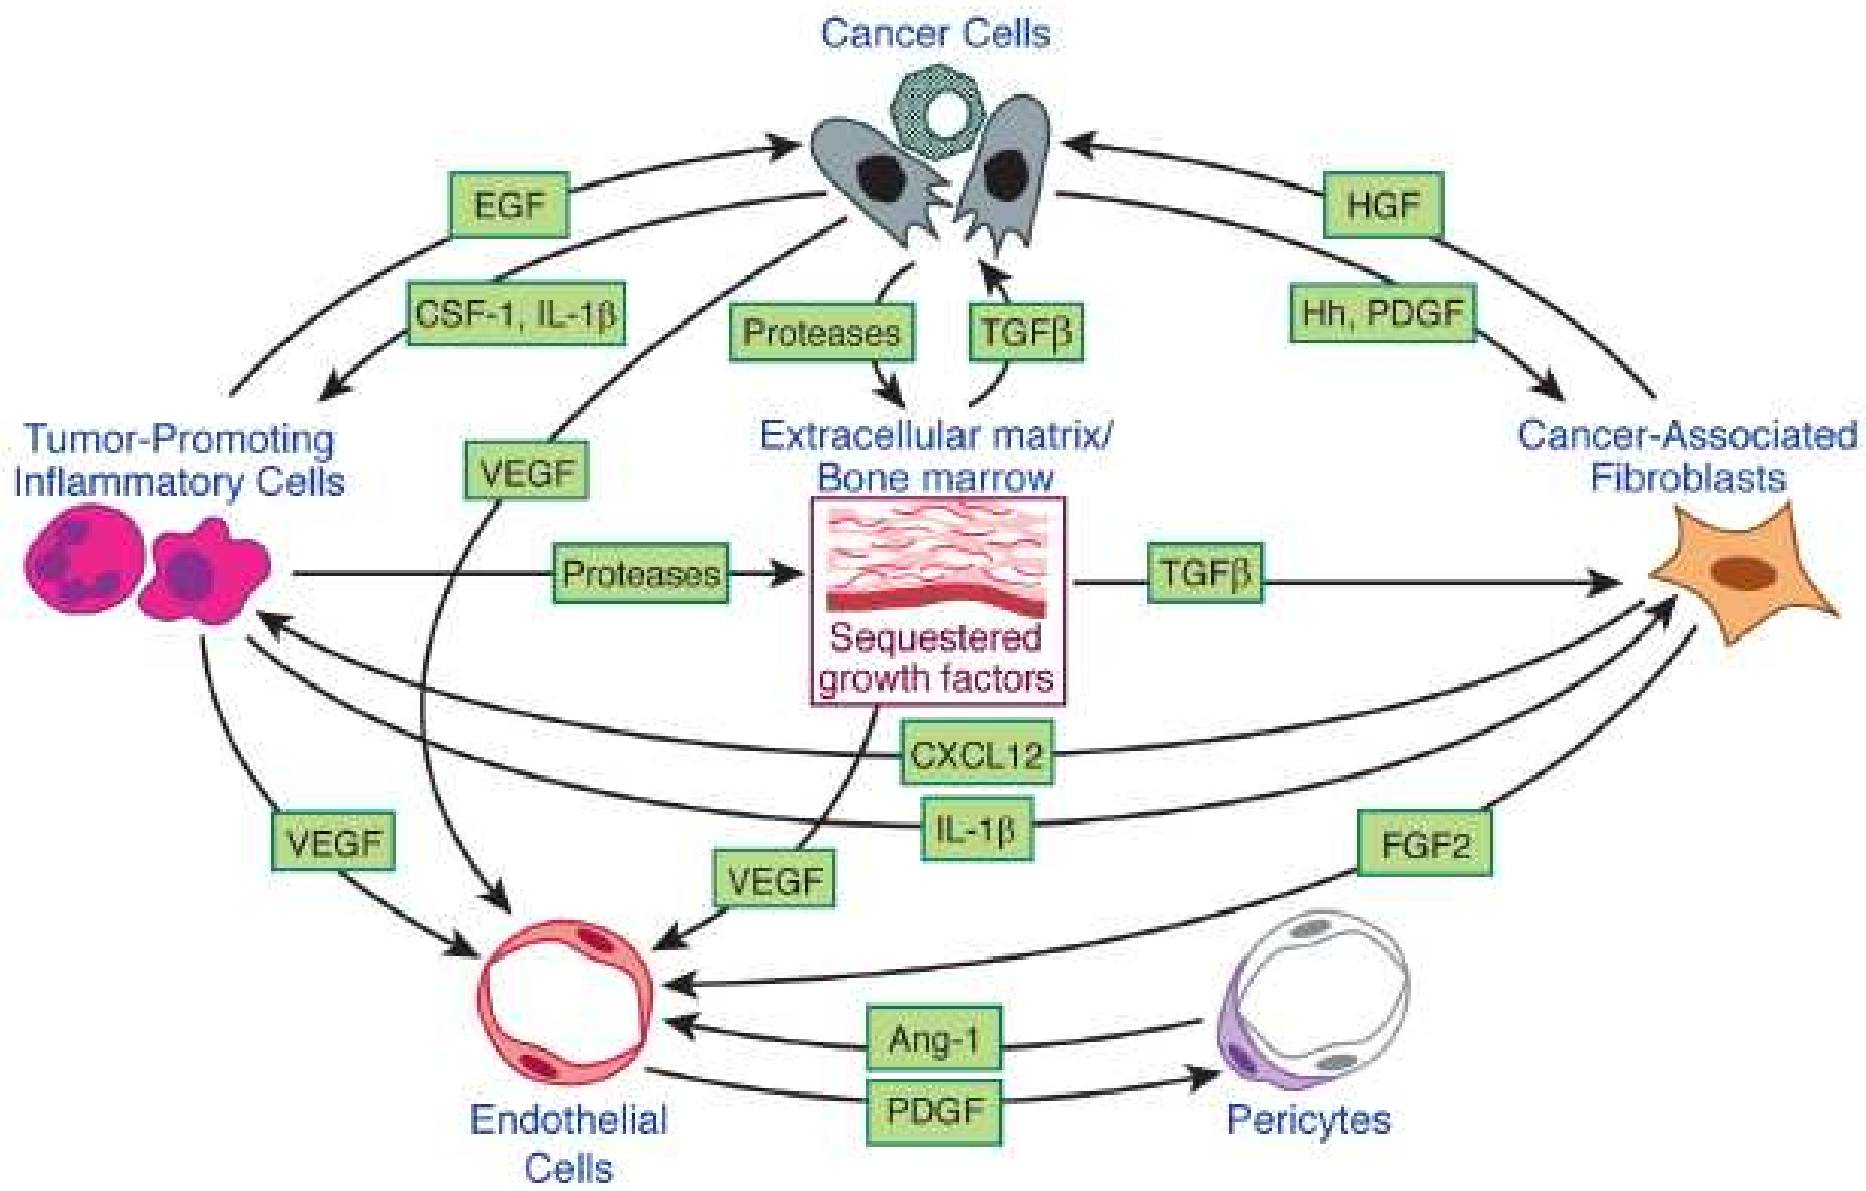 Cancer Cells
EGF
HGF
CSF-1, IL-1β
Hh, PDGF
Proteases
TGFβ
Tumor-Promoting
Inflammatory Cells
Extracellular matrix/
Bone marrow
Cancer-Associated
Fibroblasts
VEGF
Proteases
TGFβ
Sequestered
growth factors
CXCL12
IL-1β
VEGF
FGF2
VEGF
Ang-1
PDGF
Endothelial
Cells
Pericytes